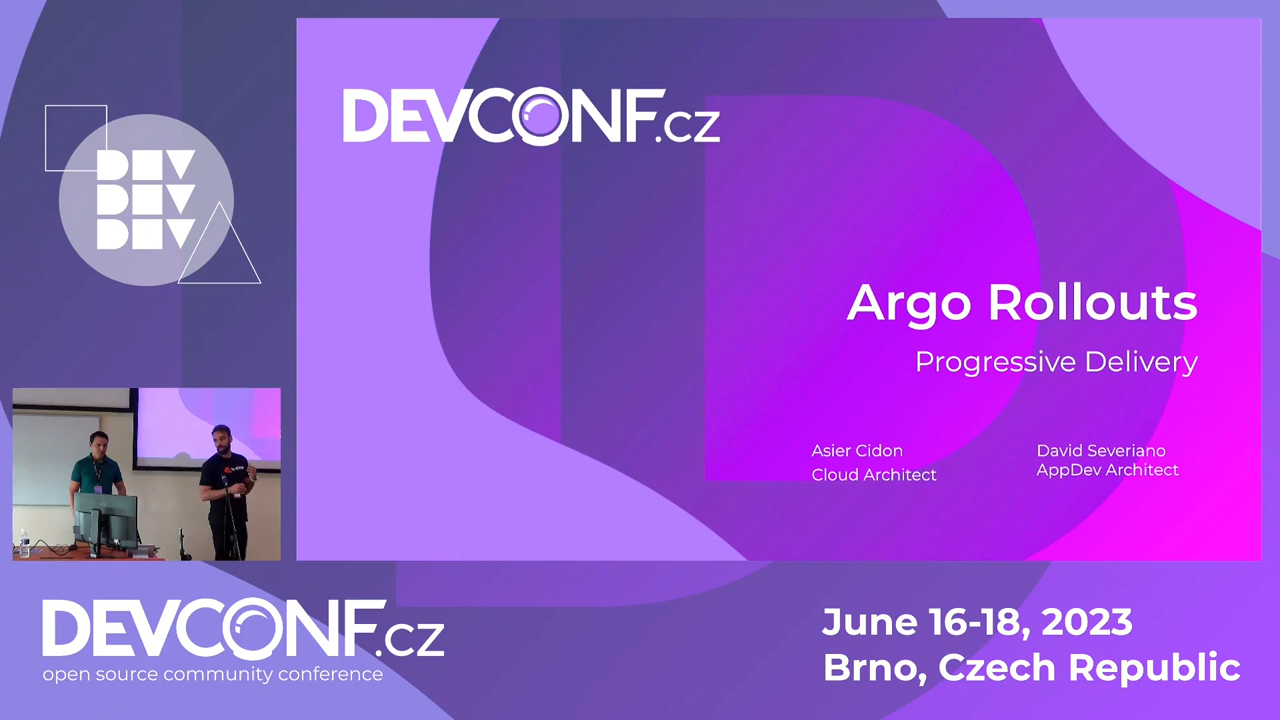 DEVCONF.cz
DEV
DEV
DEV
Argo Rollouts
Progressive Delivery
Asier Cidon
Cloud Architect
David Severiano
AppDev Architect
DEVCONF.cz
open source community conference
June 16-18, 2023
Brno, Czech Republic